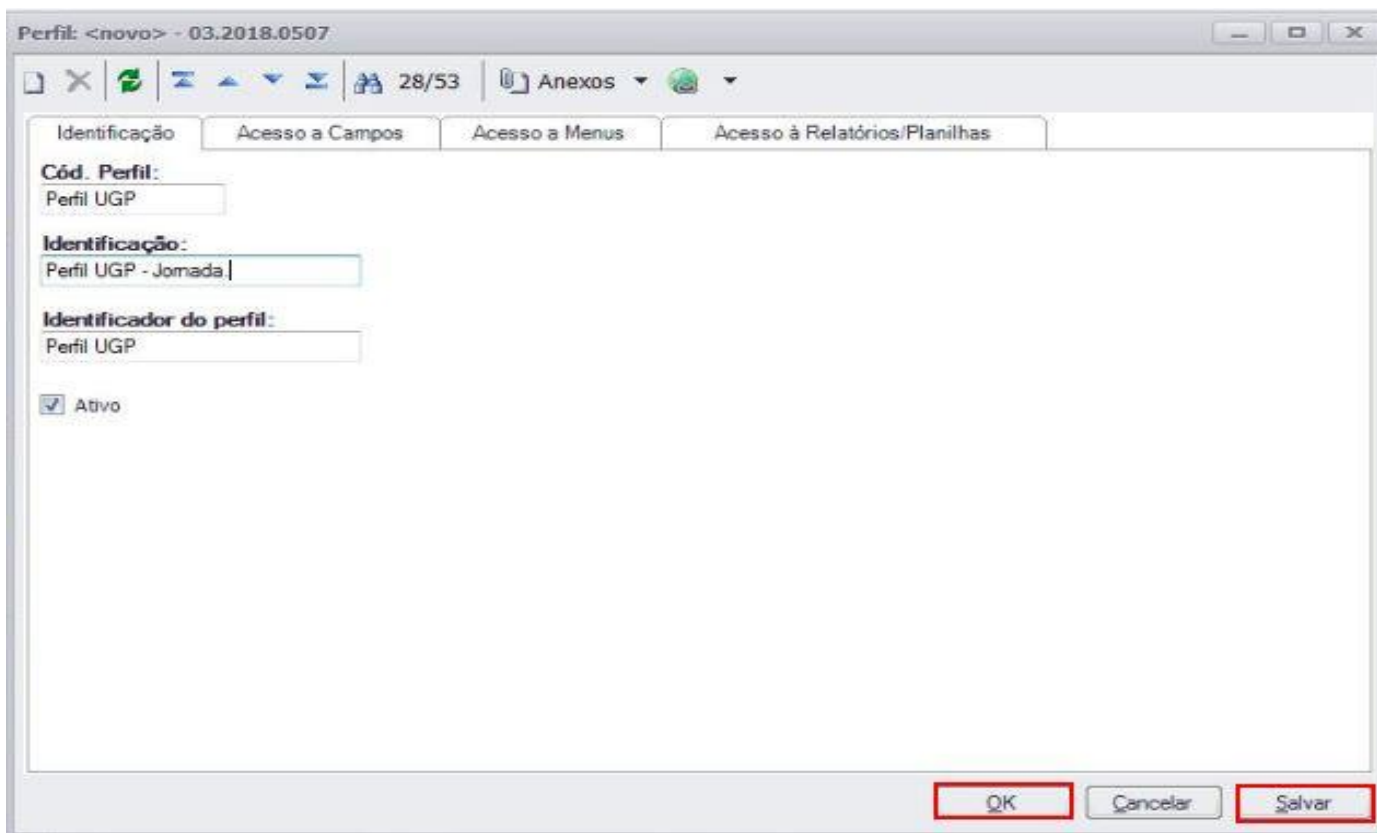 Perfil: <novo> - 03.2018.0507
28/53 Anexos
Identificação Acesso a Campos Acesso a Menus Acesso à Relatórios/Planilhas
Cód. Perfil:
Perfil UGP
Identificação:
Perfil UGP - Jornada.
Identificador do perfil:
Perfil UGP
Ativo
OK Cancelar Salvar